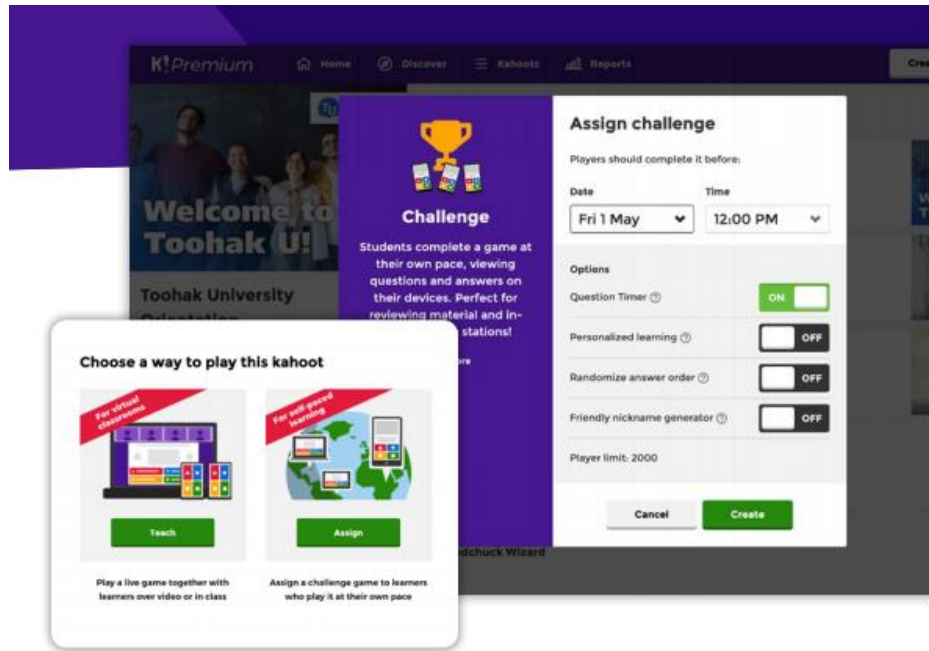 K! Premium
Home
Discover
Kahoots
Reports
Welcome to
Toohak U!
Toohak University
Challenge
Students complete a game at
their own pace, viewing
questions and answers on
their devices. Perfect for
reviewing material and in-
stations!
Assign challenge
Players should complete it before:
Date
Time
Fri 1 May
12:00 PM
Options
Question Timer
ON
Personalized learning
OFF
Randomize answer order
OFF
Friendly nickname generator
OFF
Player limit: 2000
Cancel
Create
Choose a way to play this kahoot
For virtual
classrooms
Teach
Play a live game together with
learners over video or in class
For self-paced
learning
Assign
Assign a challenge game to learners
who play it at their own pace
Wizard